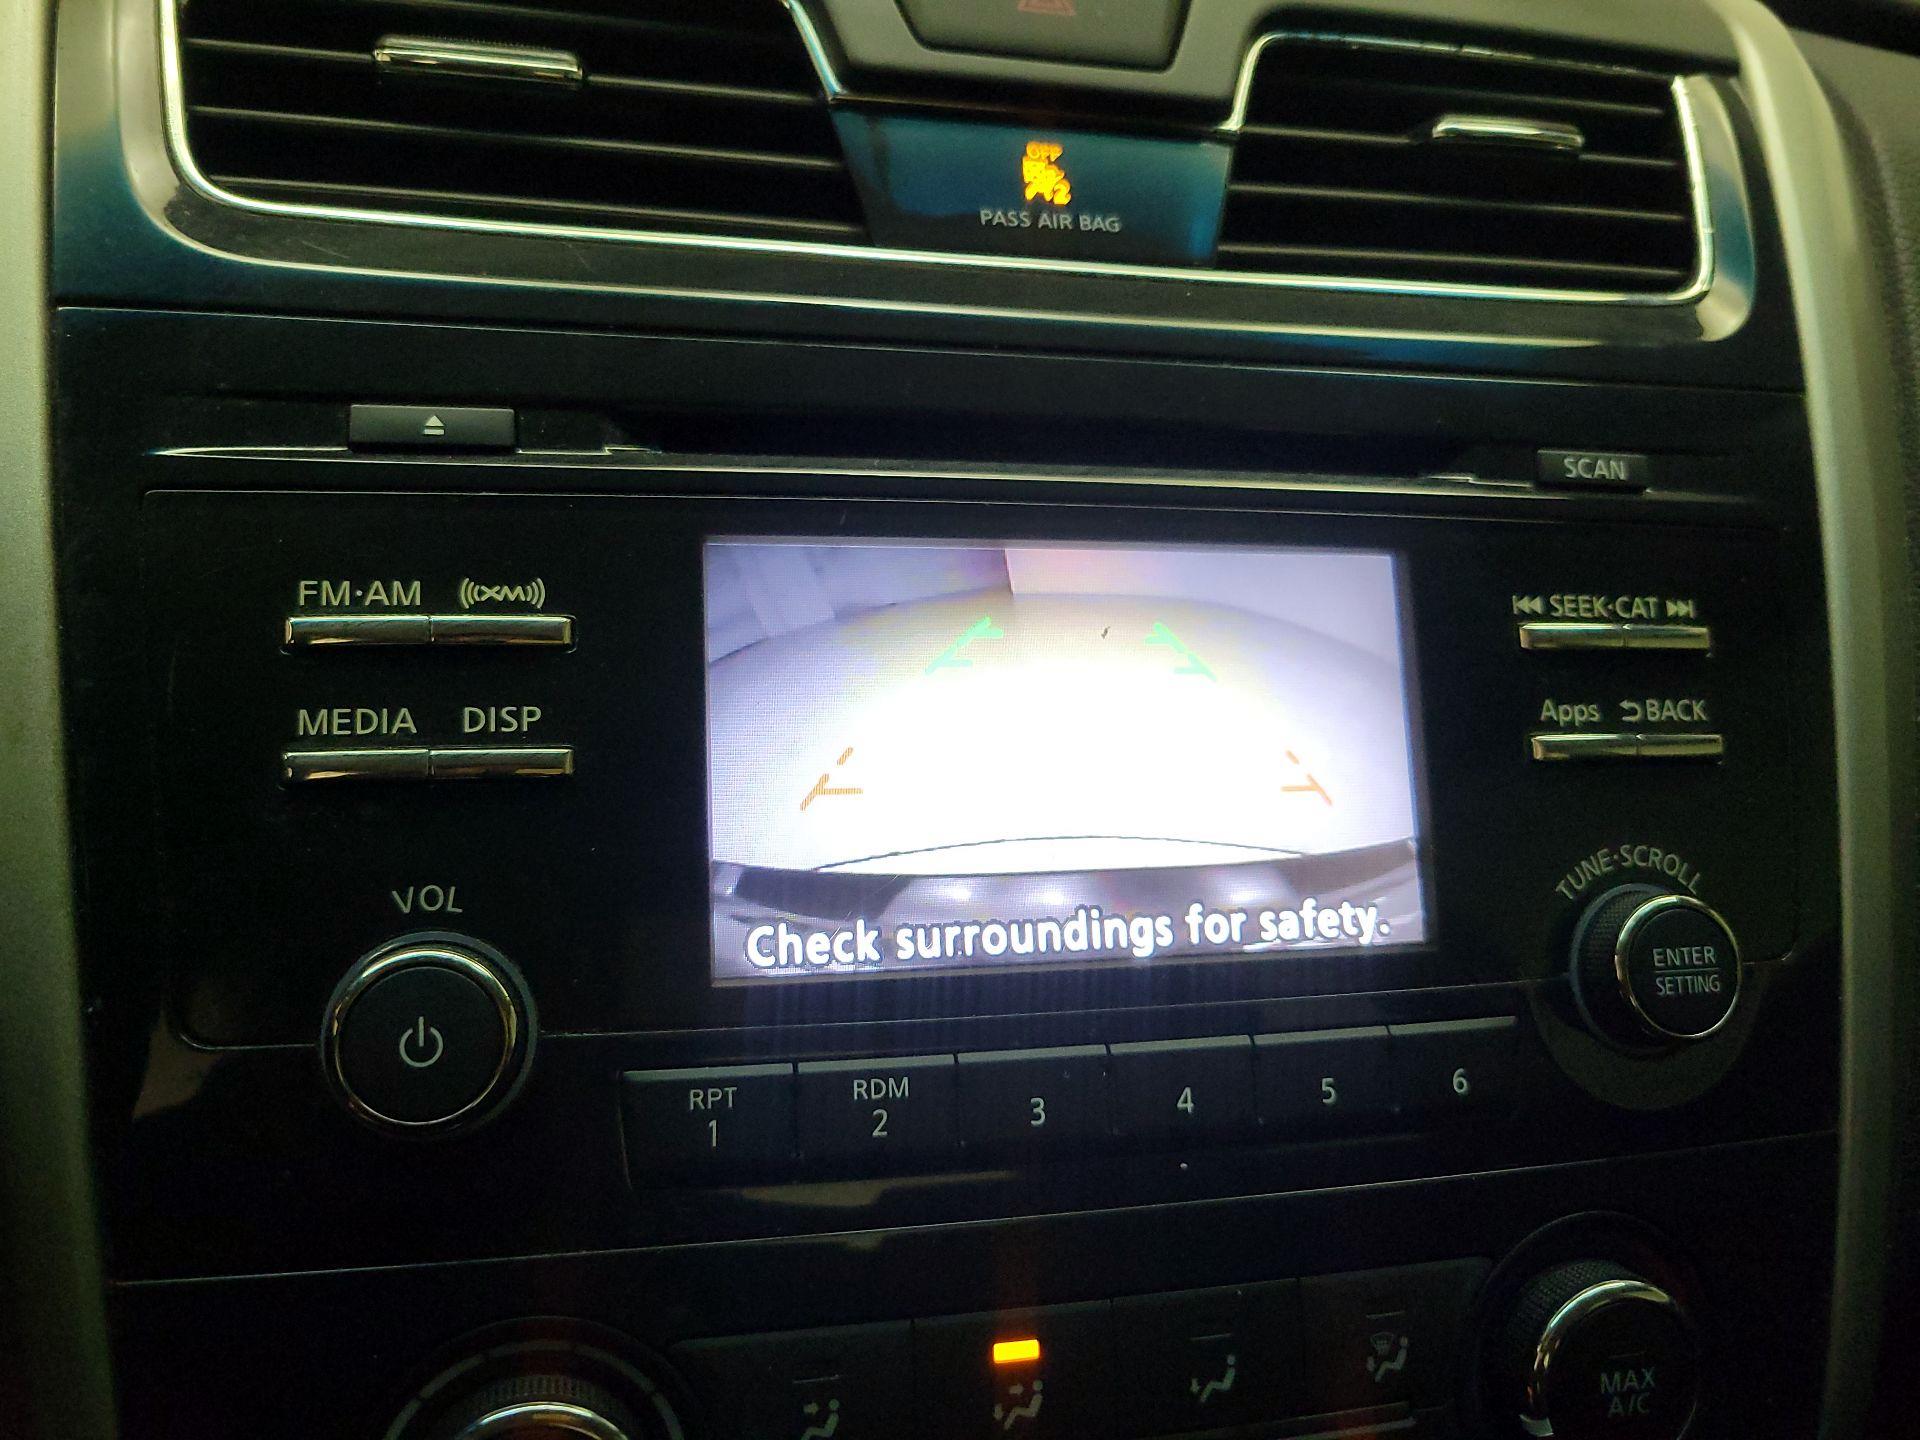 OFF
2
PASS AIR BAG
SCAN
FM·AM
(((XM)))
SEEK·CAT
MEDIA
DISP
Apps
BACK
VOL
TUNE·SCROLL
Check surroundings for safety.
ENTER
SETTING
RPT
1
RDM
2
3
4
5
6
MAX
A/C